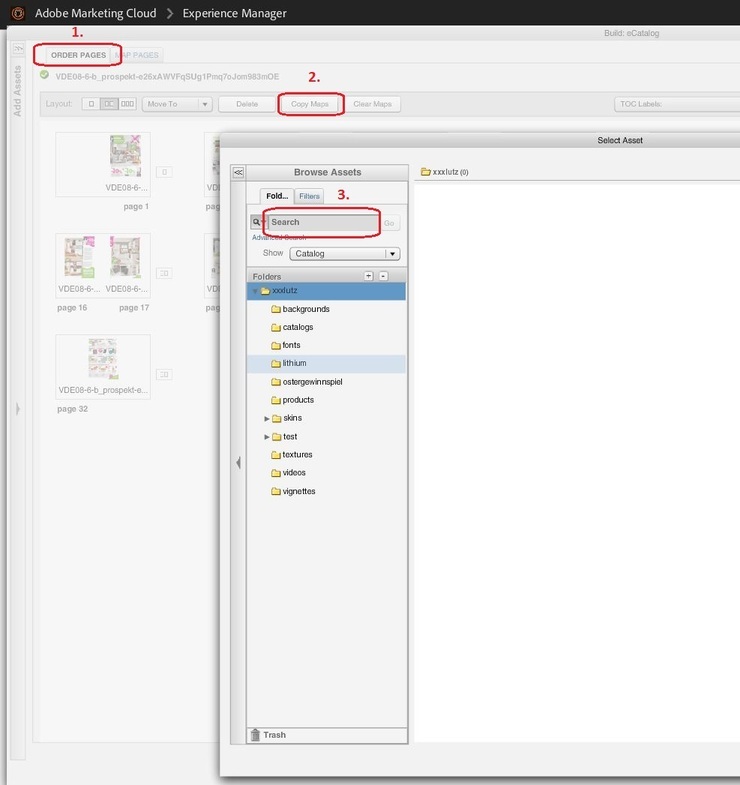 Adobe Marketing Cloud > Experience Manager
1.
Build: eCatalog
ORDER PAGES
MAP PAGES
VDE08-6-b_prospekt-e26xAWVFqSUg1Pmq7oJom983mOE
Add Assets
2.
Layout:
Move To
Delete
Copy Maps
Clear Maps
TOC Labels:
Select Asset
VDE08-6-...
page 1
VDE08-6-...
VDE08-6-...
page 16
page 17
VDE08-6-b_prospekt-e...
page 32
<< Browse Assets
xxxlutz (0)
Fold...
Filters
3.
Search
Go
Advanced Search
Show
Catalog
Folders
+
-
xxxlutz
backgrounds
catalogs
fonts
lithium
ostergewinnspiel
products
skins
test
textures
videos
vignettes
Trash